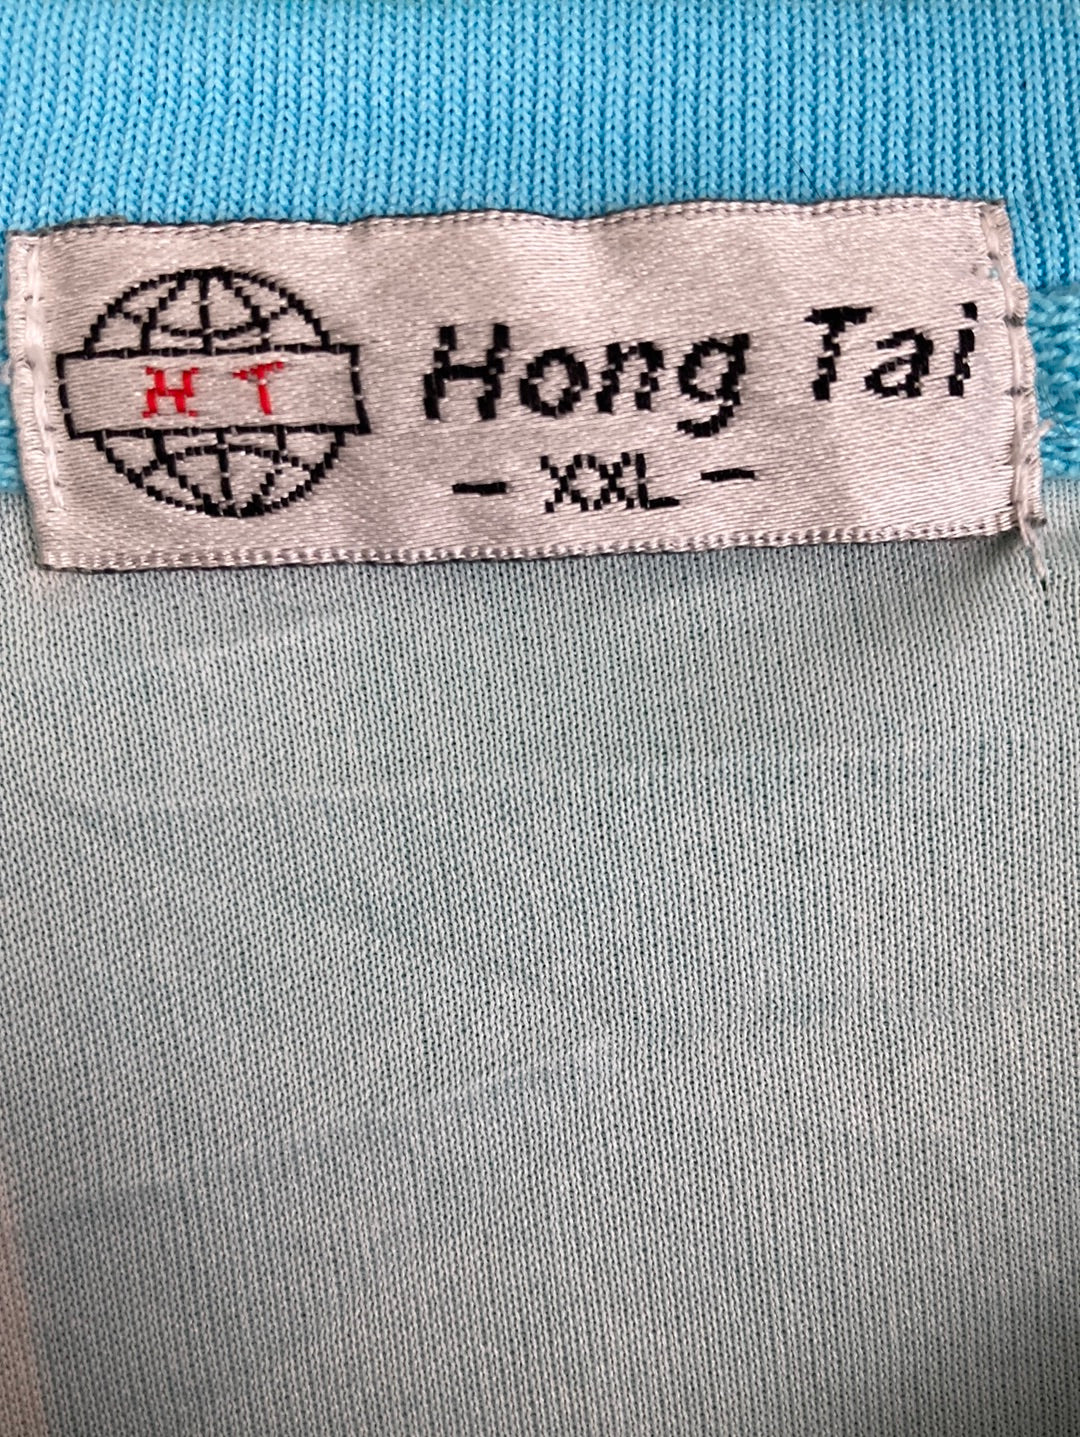 H T
Hong Tai
- XXL -